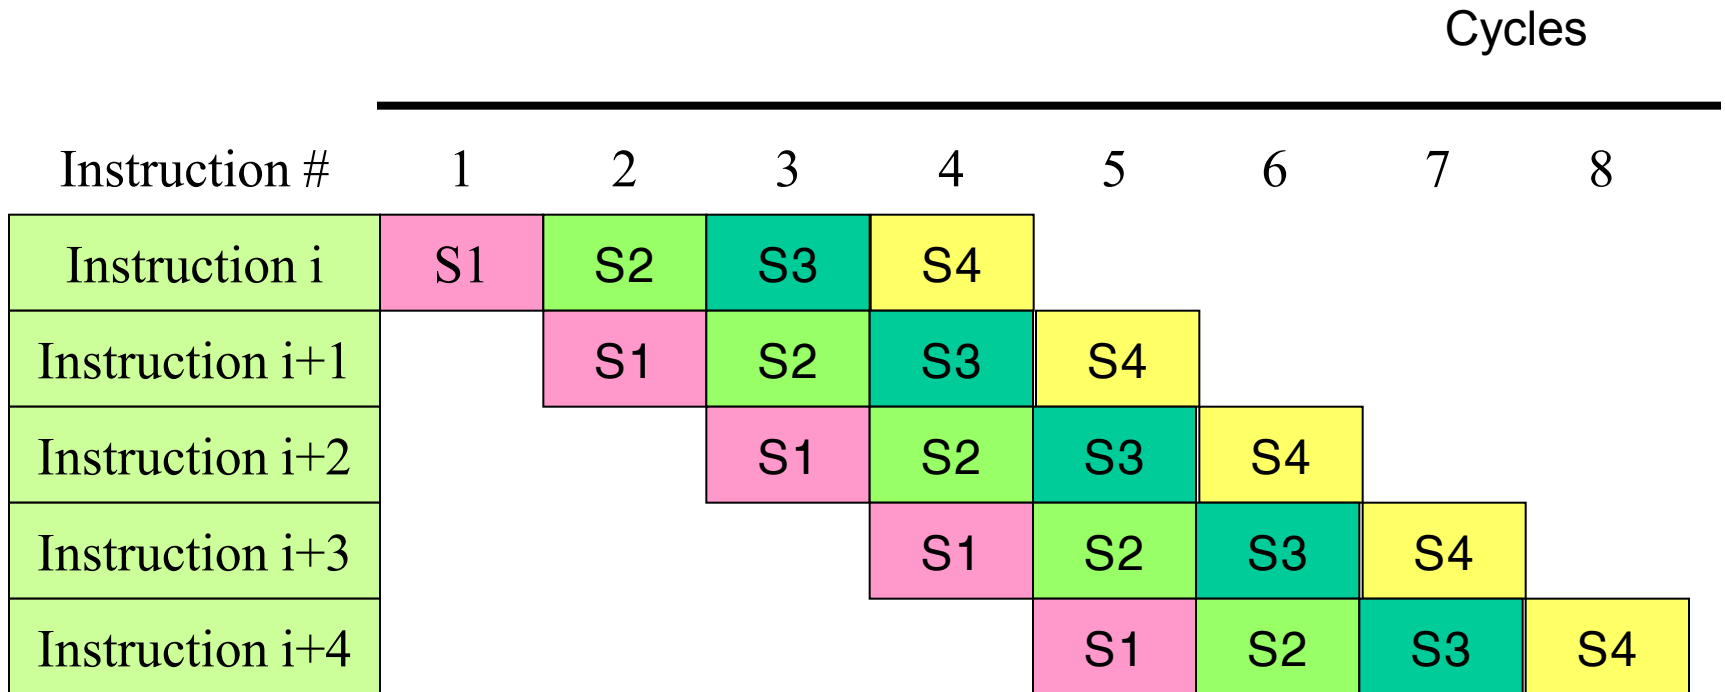 Cycles
Instruction # 1 2 3 4 5 6 7 8
Instruction i S1 S2 S3 S4
Instruction i+1 S1 S2 S3 S4
Instruction i+2 S1 S2 S3 S4
Instruction i+3 S1 S2 S3 S4
Instruction i+4 S1 S2 S3 S4